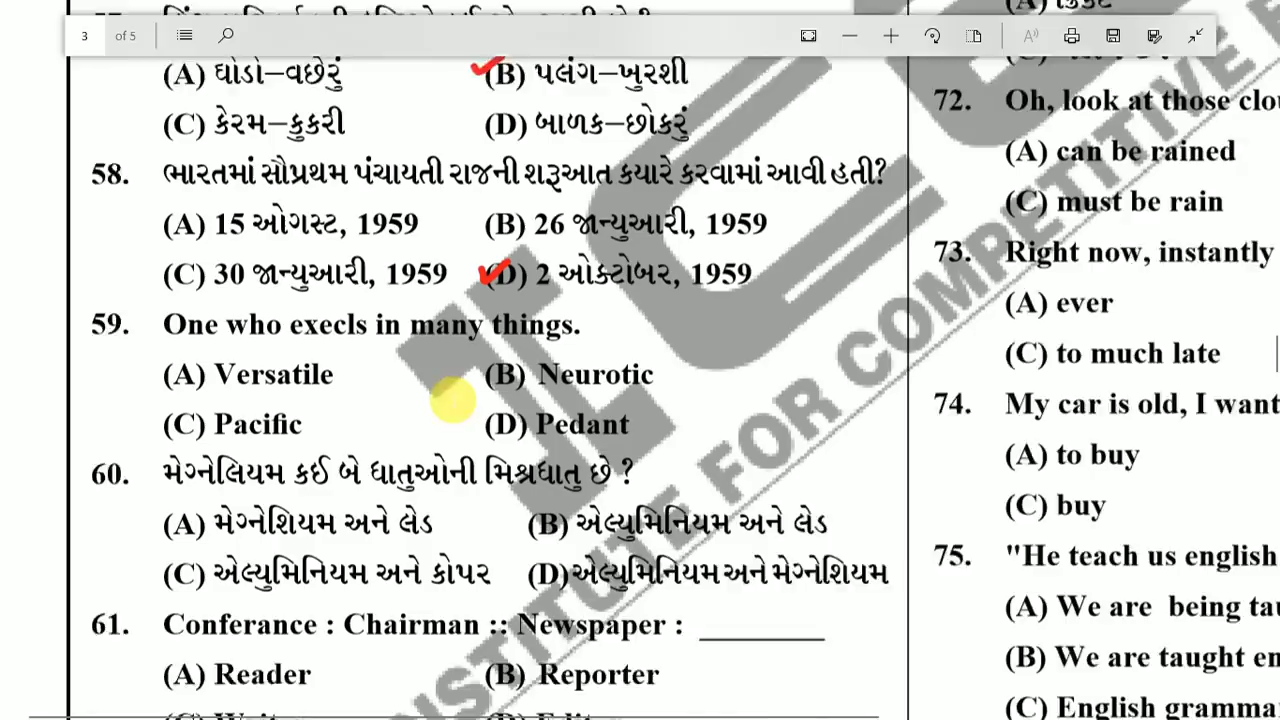 3 of 5
(A) ઘોડો–વછેરું (B) પલંગ–ખુરશી
(C) કેરમ–કુકરી (D) બાળક–છોકરું
58. ભારતમાં સૌપ્રથમ પંચાયતી રાજની શરૂઆત કયારે કરવામાં આવી હતી?
(A) 15 ઓગસ્ટ, 1959 (B) 26 જાન્યુઆરી, 1959
(C) 30 જાન્યુઆરી, 1959 (D) 2 ઓક્ટોબર, 1959
59. One who execls in many things.
(A) Versatile (B) Neurotic
(C) Pacific (D) Pedant
60. મેગ્નેલિયમ કઈ બે ધાતુઓની મિશ્રધાતુ છે ?
(A) મેગ્નેશિયમ અને લેડ (B) એલ્યુમિનિયમ અને લેડ
(C) એલ્યુમિનિયમ અને કોપર (D) એલ્યુમિનિયમ અને મેગ્નેશિયમ
61. Conferance : Chairman :: Newspaper : ________
(A) Reader (B) Reporter
72. Oh, look at those
(A) can be rained
(C) must be rain
73. Right now, instantly
(A) ever
(C) to much late
74. My car is old, I want
(A) to buy
(C) buy
75. "He teach us english
(A) We are being
(B) We are taught
(C) English
INSTITUTE FOR COMPETITIVE